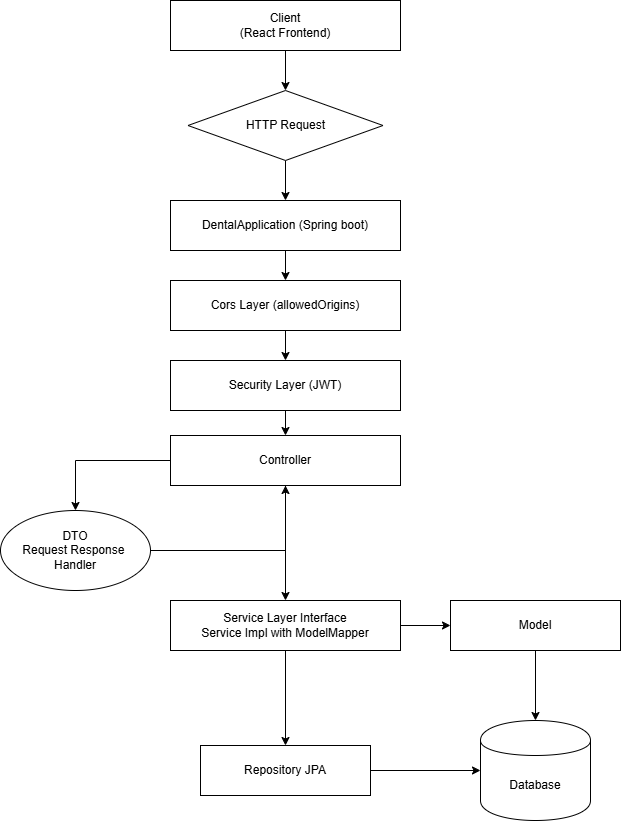 Client
(React Frontend)
HTTP Request
DentalApplication (Spring boot)
Cors Layer (allowedOrigins)
Security Layer (JWT)
Controller
DTO
Request Response
Handler
Service Layer Interface
Service Impl with ModelMapper
Model
Repository JPA
Database